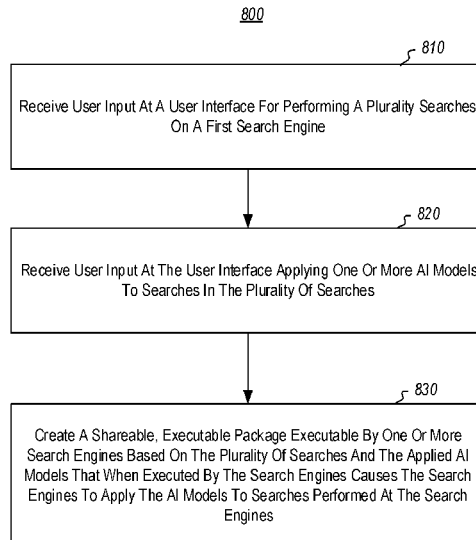 800
810
Receive User Input At A User Interface For Performing A Plurality Searches
On A First Search Engine
820
Receive User Input At The User Interface Applying One Or More AI Models
To Searches In The Plurality Of Searches
830
Create A Shareable, Executable Package Executable By One Or More
Search Engines Based On The Plurality Of Searches And The Applied AI
Models That When Executed By The Search Engines Causes The Search
Engines To Apply The AI Models To Searches Performed At The Search
Engines